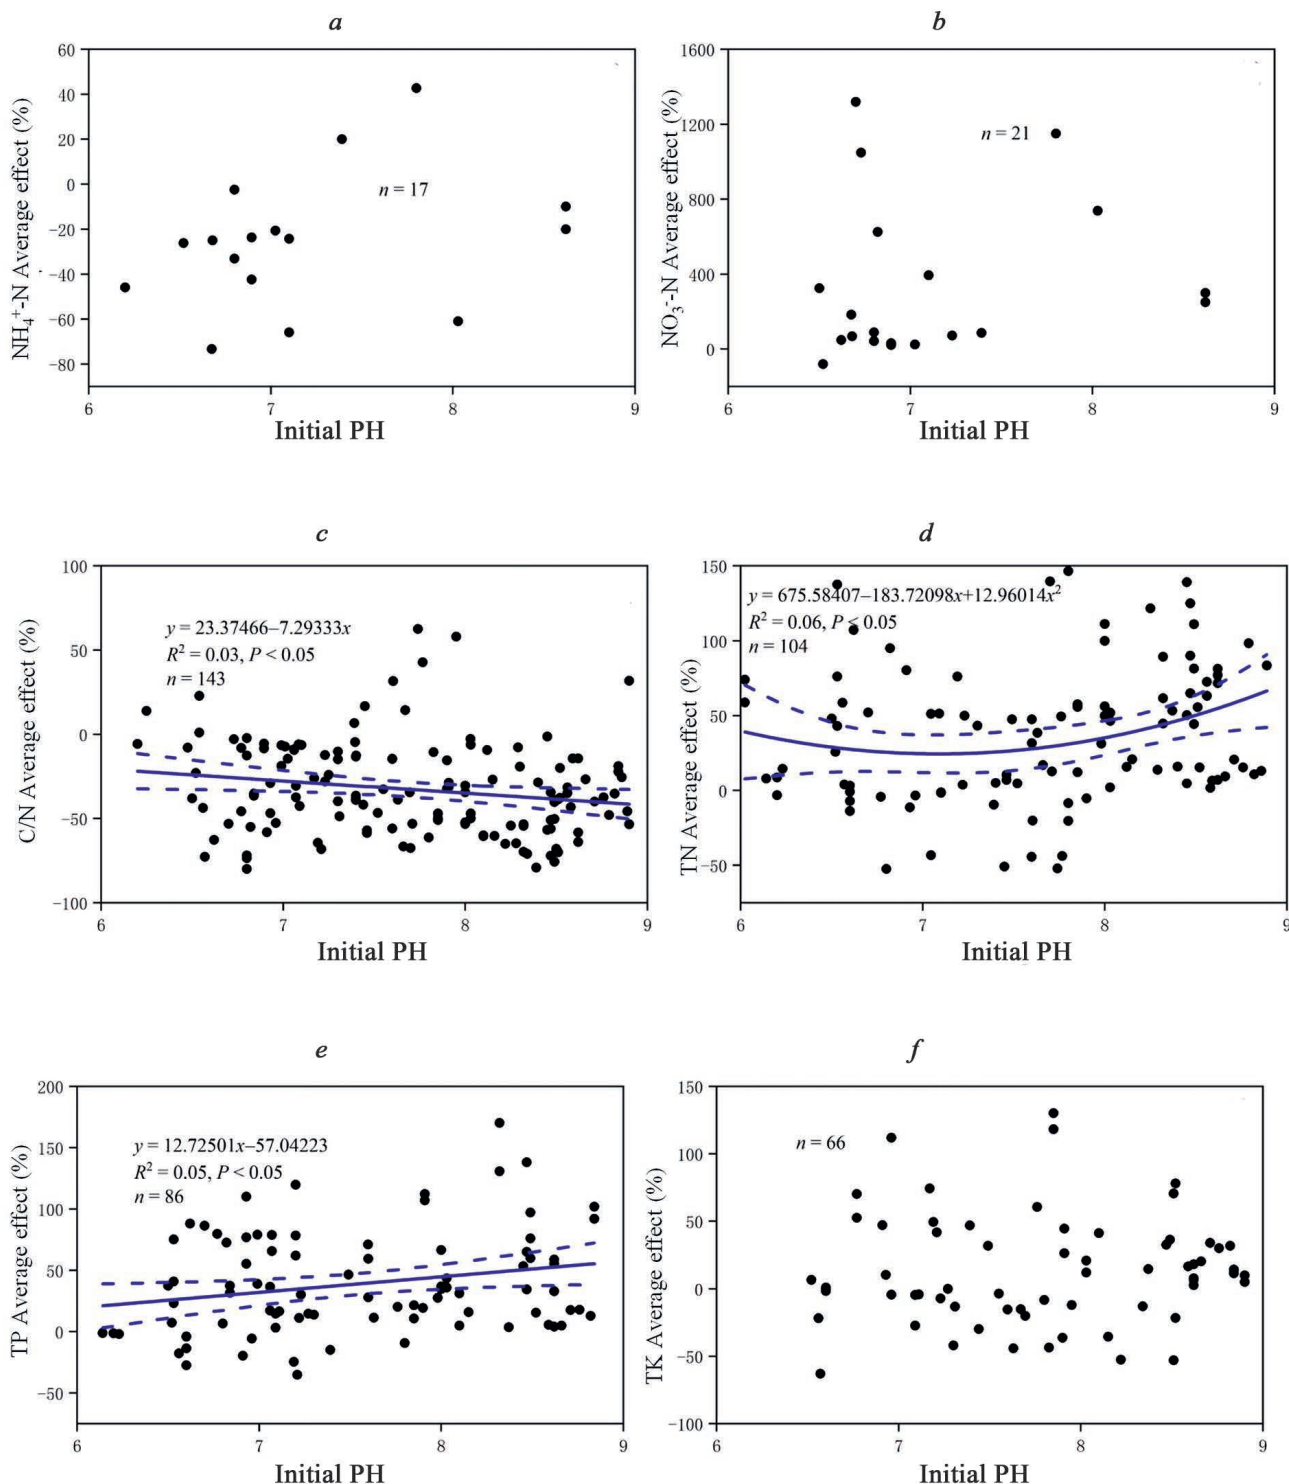 a
60
40
20
0
−20
−40
−60
−80
NH₄⁺-N Average effect (%)
n = 17
6 7 8 9
Initial PH
b
1600
1200
800
400
0
NO₃⁻-N Average effect (%)
n = 21
6 7 8 9
Initial PH
c
100
50
0
−50
−100
C/N Average effect (%)
y = 23.37466–7.29333x
R² = 0.03, P < 0.05
n = 143
6 7 8 9
Initial PH
d
150
100
50
0
−50
TN Average effect (%)
y = 675.58407–183.72098x+12.96014x²
R² = 0.06, P < 0.05
n = 104
6 7 8 9
Initial PH
e
200
150
100
50
0
−50
TP Average effect (%)
y = 12.72501x–57.04223
R² = 0.05, P < 0.05
n = 86
6 7 8 9
Initial PH
f
150
100
50
0
−50
−100
TK Average effect (%)
n = 66
6 7 8 9
Initial PH